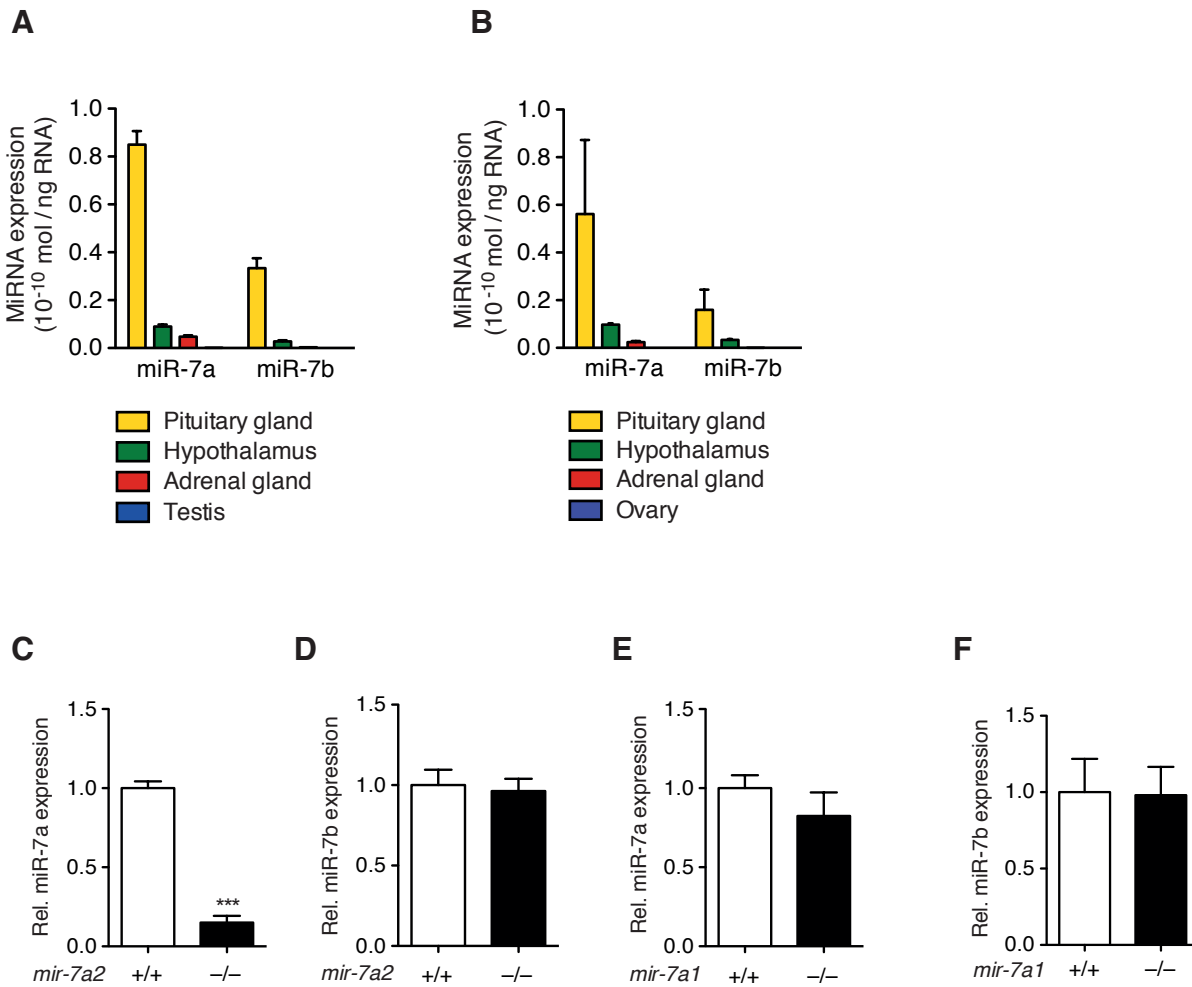 A
MiRNA expression
(10-10 mol / ng RNA)
1.0
0.8
0.6
0.4
0.2
0.0
miR-7a
miR-7b
Pituitary gland
Hypothalamus
Adrenal gland
Testis
B
MiRNA expression
(10-10 mol / ng RNA)
1.0
0.8
0.6
0.4
0.2
0.0
miR-7a
miR-7b
Pituitary gland
Hypothalamus
Adrenal gland
Ovary
C
Rel. miR-7a expression
1.5
1.0
0.5
0.0
***
mir-7a2 +/+ –/–
D
Rel. miR-7b expression
1.5
1.0
0.5
0.0
mir-7a2 +/+ –/–
E
Rel. miR-7a expression
1.5
1.0
0.5
0.0
mir-7a1 +/+ –/–
F
Rel. miR-7b expression
1.5
1.0
0.5
0.0
mir-7a1 +/+ –/–